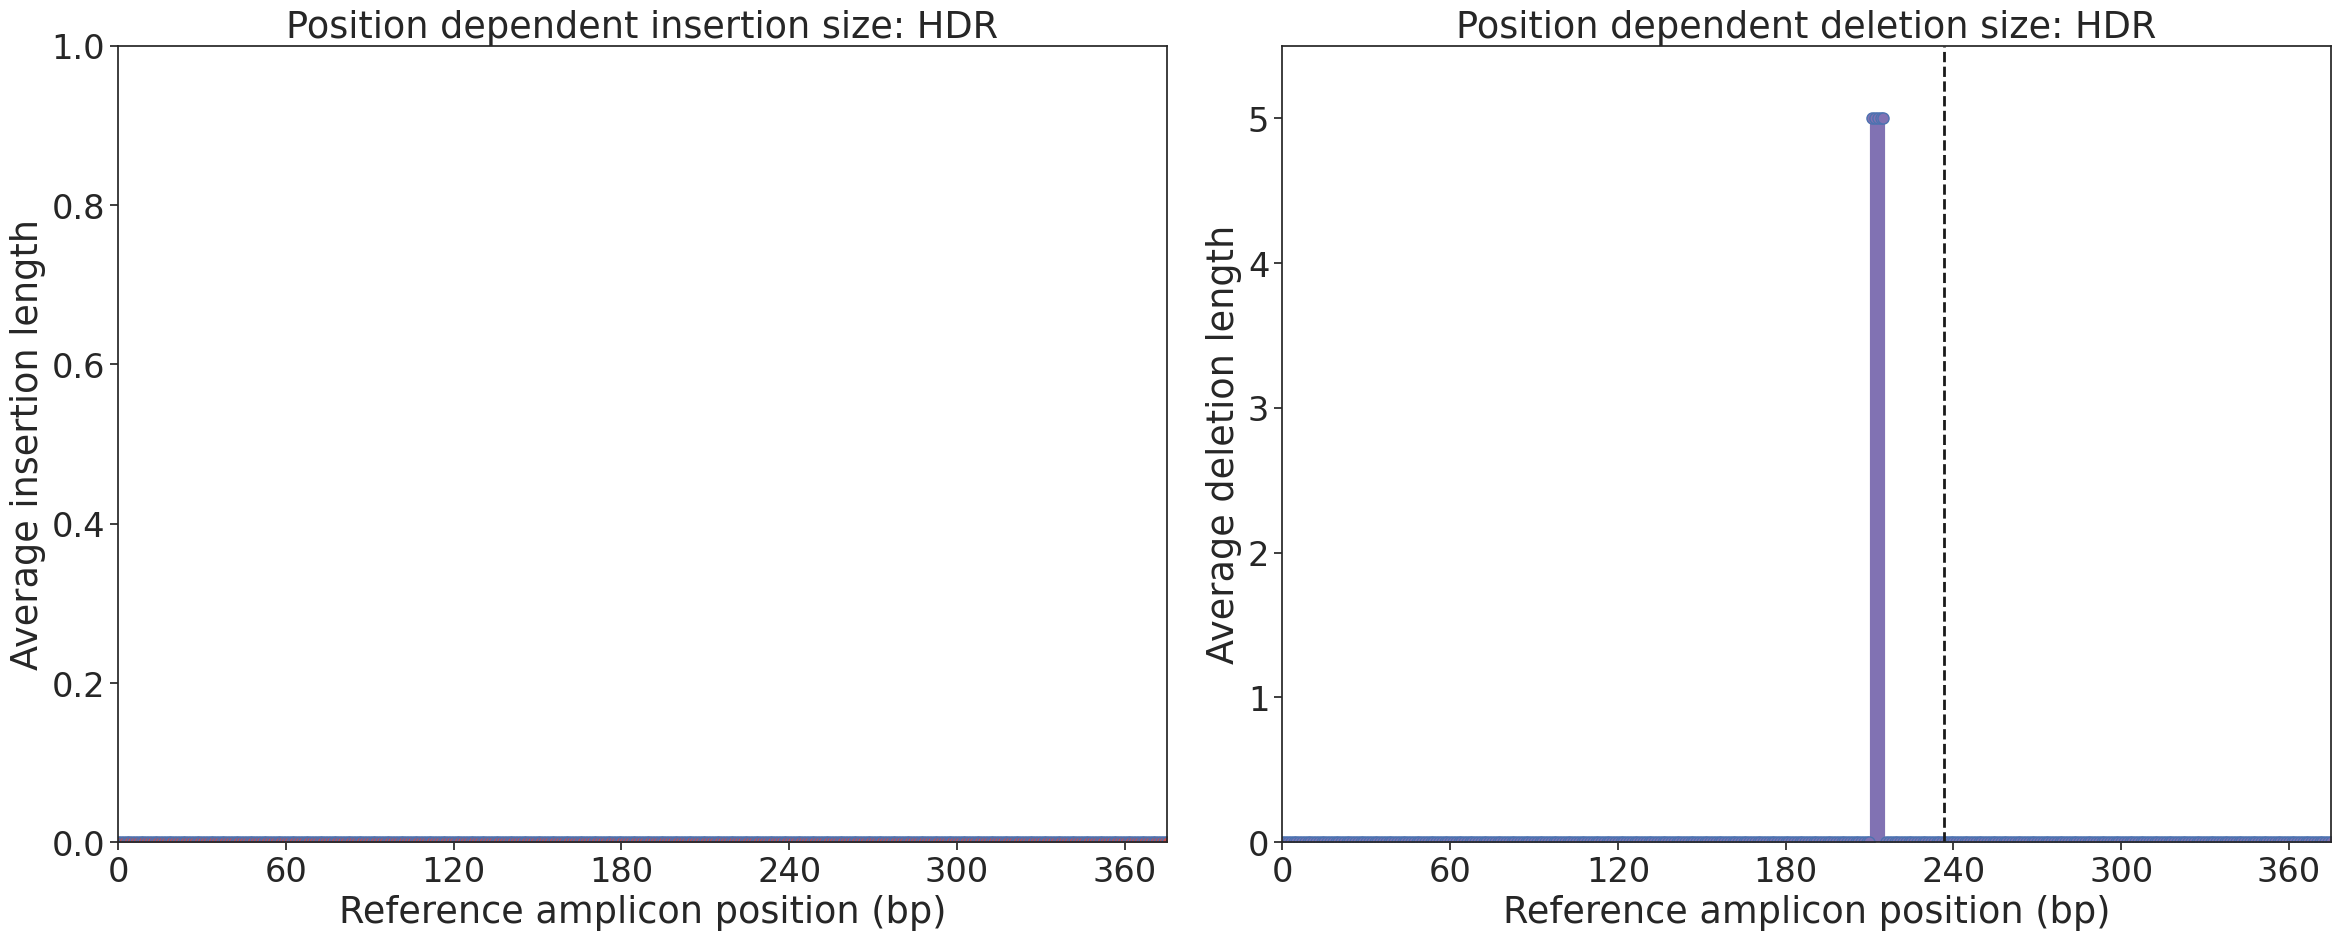 Position dependent insertion size: HDR
Average insertion length
1.0
0.8
0.6
0.4
0.2
0.0
0 60 120 180 240 300 360
Reference amplicon position (bp)
Position dependent deletion size: HDR
Average deletion length
5
4
3
2
1
0
0 60 120 180 240 300 360
Reference amplicon position (bp)